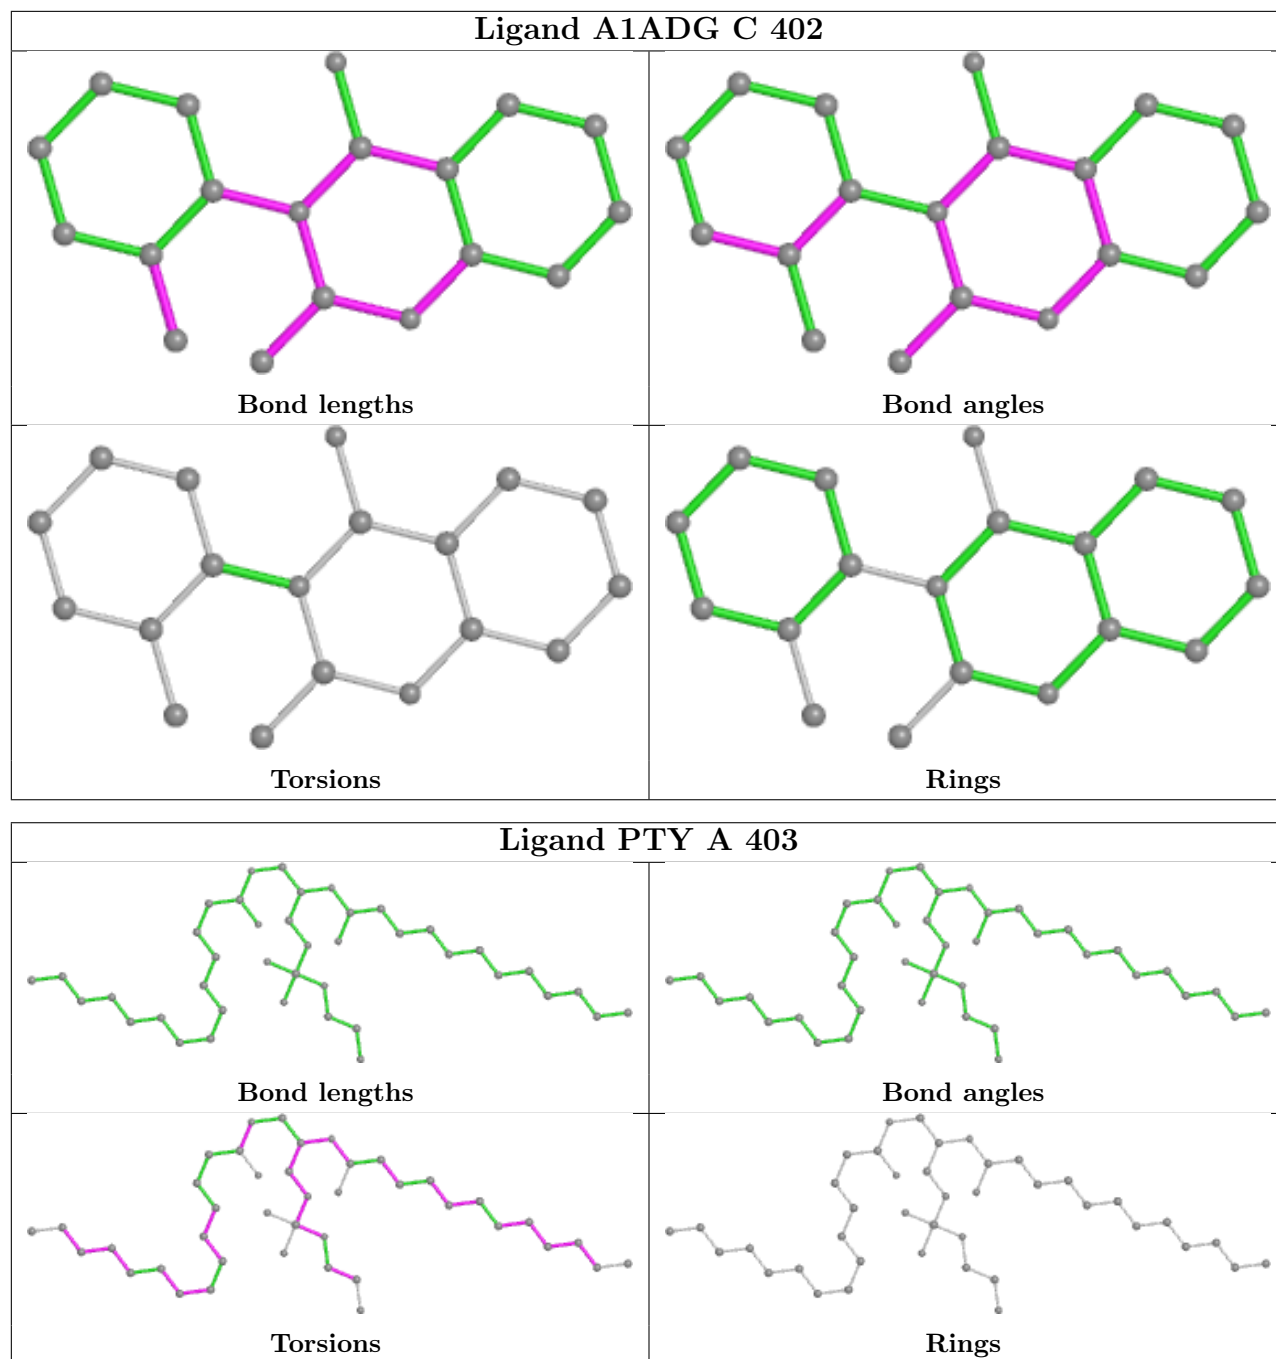 Ligand A1ADG C 402
Bond lengths
Bond angles
Torsions
Rings
Ligand PTY A 403
Bond lengths
Bond angles
Torsions
Rings